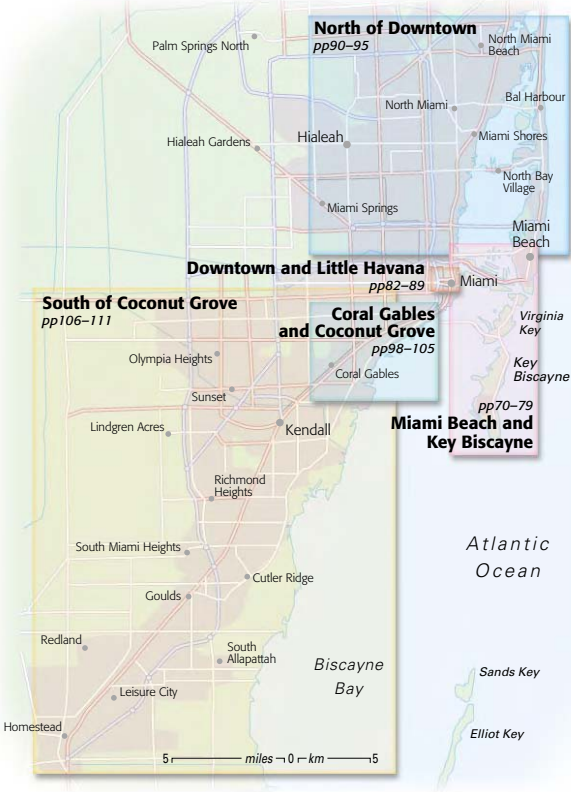 North of Downtown
pp90–95
Palm Springs North
North Miami
Beach
North Miami
Bal Harbour
Hialeah Gardens
Hialeah
Miami Shores
North Bay
Village
Miami Springs
Miami
Beach
Downtown and Little Havana
pp82–89
Miami
South of Coconut Grove
pp106–111
Coral Gables
and Coconut Grove
pp98–105
Virginia
Key
Olympia Heights
Coral Gables
Key
Biscayne
Sunset
pp70–79
Miami Beach and
Key Biscayne
Lindgren Acres
Kendall
Richmond
Heights
South Miami Heights
Atlantic
Ocean
Cutler Ridge
Goulds
Redland
South
Allapattah
Biscayne
Bay
Sands Key
Leisure City
Homestead
Elliot Key
5 miles 0 km 5